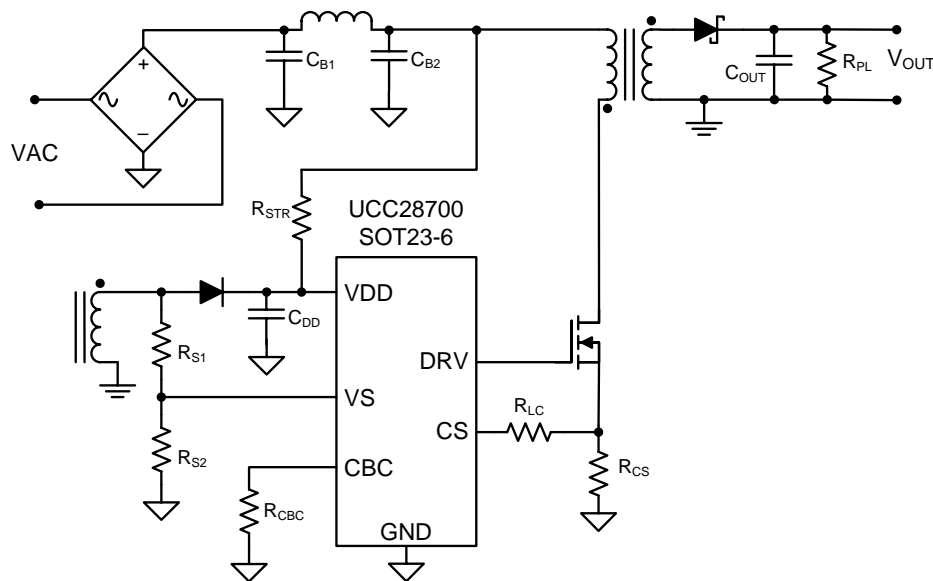 +
C_B1
C_B2
C_OUT
R_PL
V_OUT
−
VAC
R_STR
UCC28700
SOT23-6
VDD
C_DD
R_S1
DRV
VS
R_LC
CS
R_S2
CBC
R_CS
R_CBC
GND